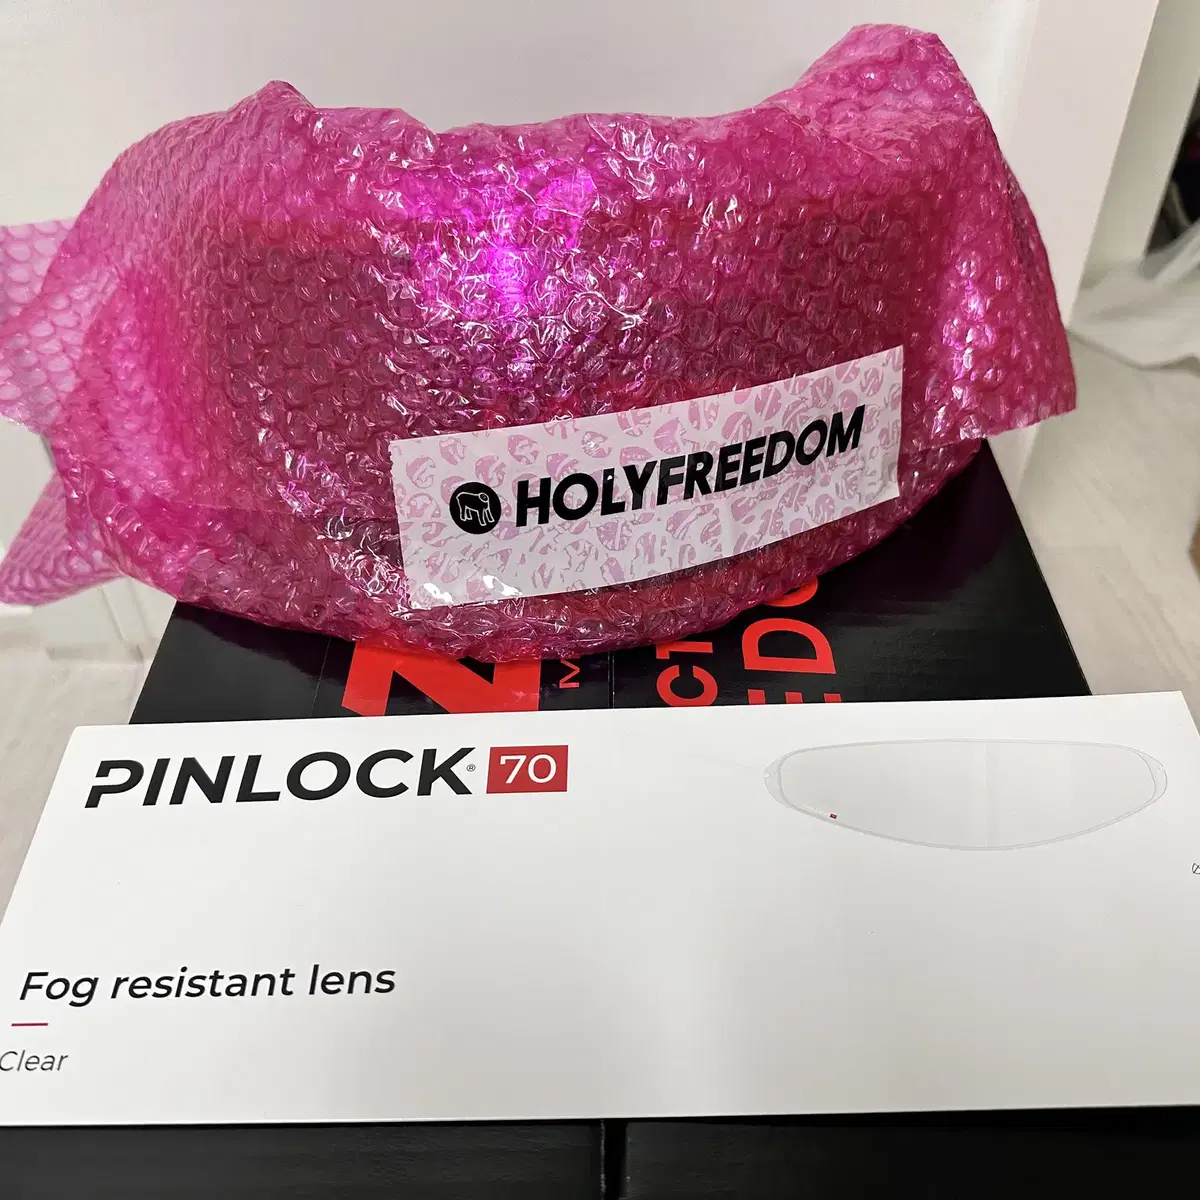 HOLYFREEDOM
PINLOCK® 70
Fog resistant lens
Clear